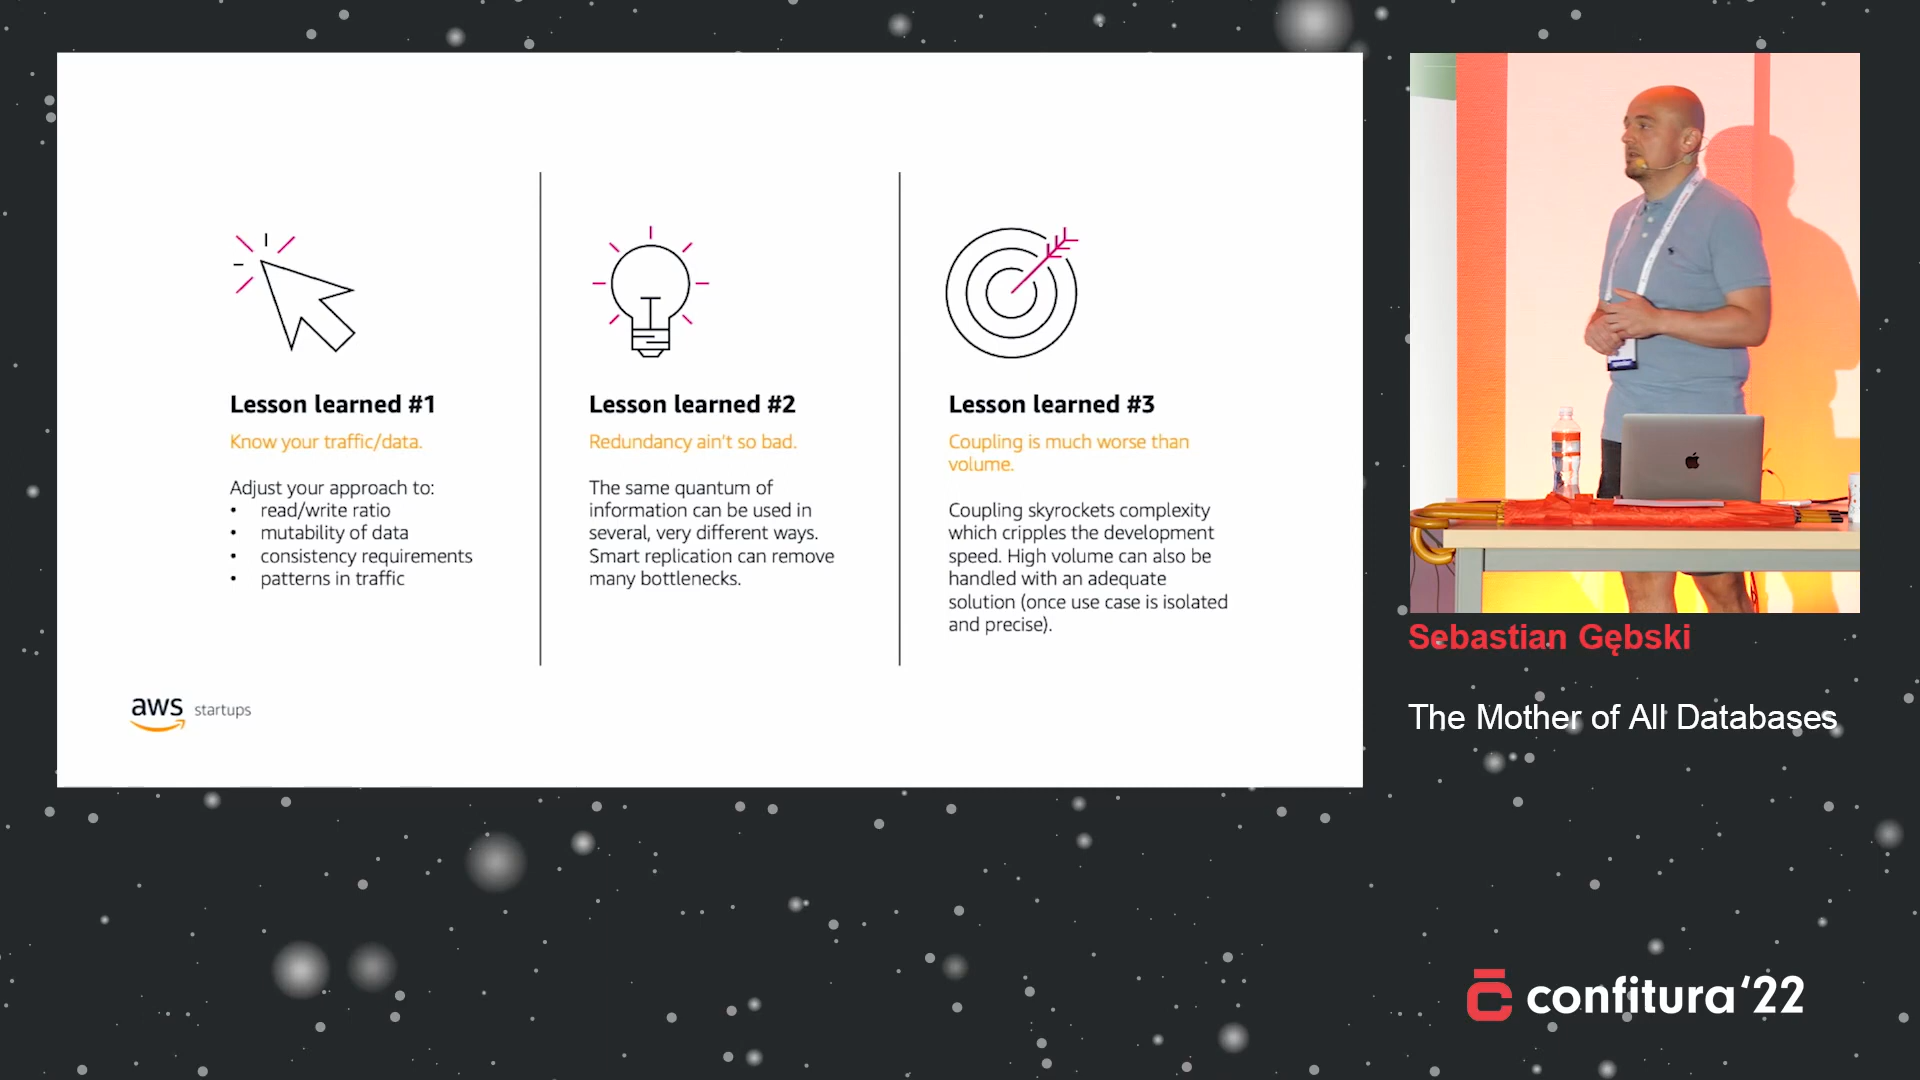 Lesson learned #1
Know your traffic/data.
Adjust your approach to:
• read/write ratio
• mutability of data
• consistency requirements
• patterns in traffic
Lesson learned #2
Redundancy ain't so bad.
The same quantum of
information can be used in
several, very different ways.
Smart replication can remove
many bottlenecks.
Lesson learned #3
Coupling is much worse than
volume.
Coupling skyrockets complexity
which cripples the development
speed. High volume can also be
handled with an adequate
solution (once use case is isolated
and precise).
aws startups
Sebastian Gębski
The Mother of All Databases
confitura '22